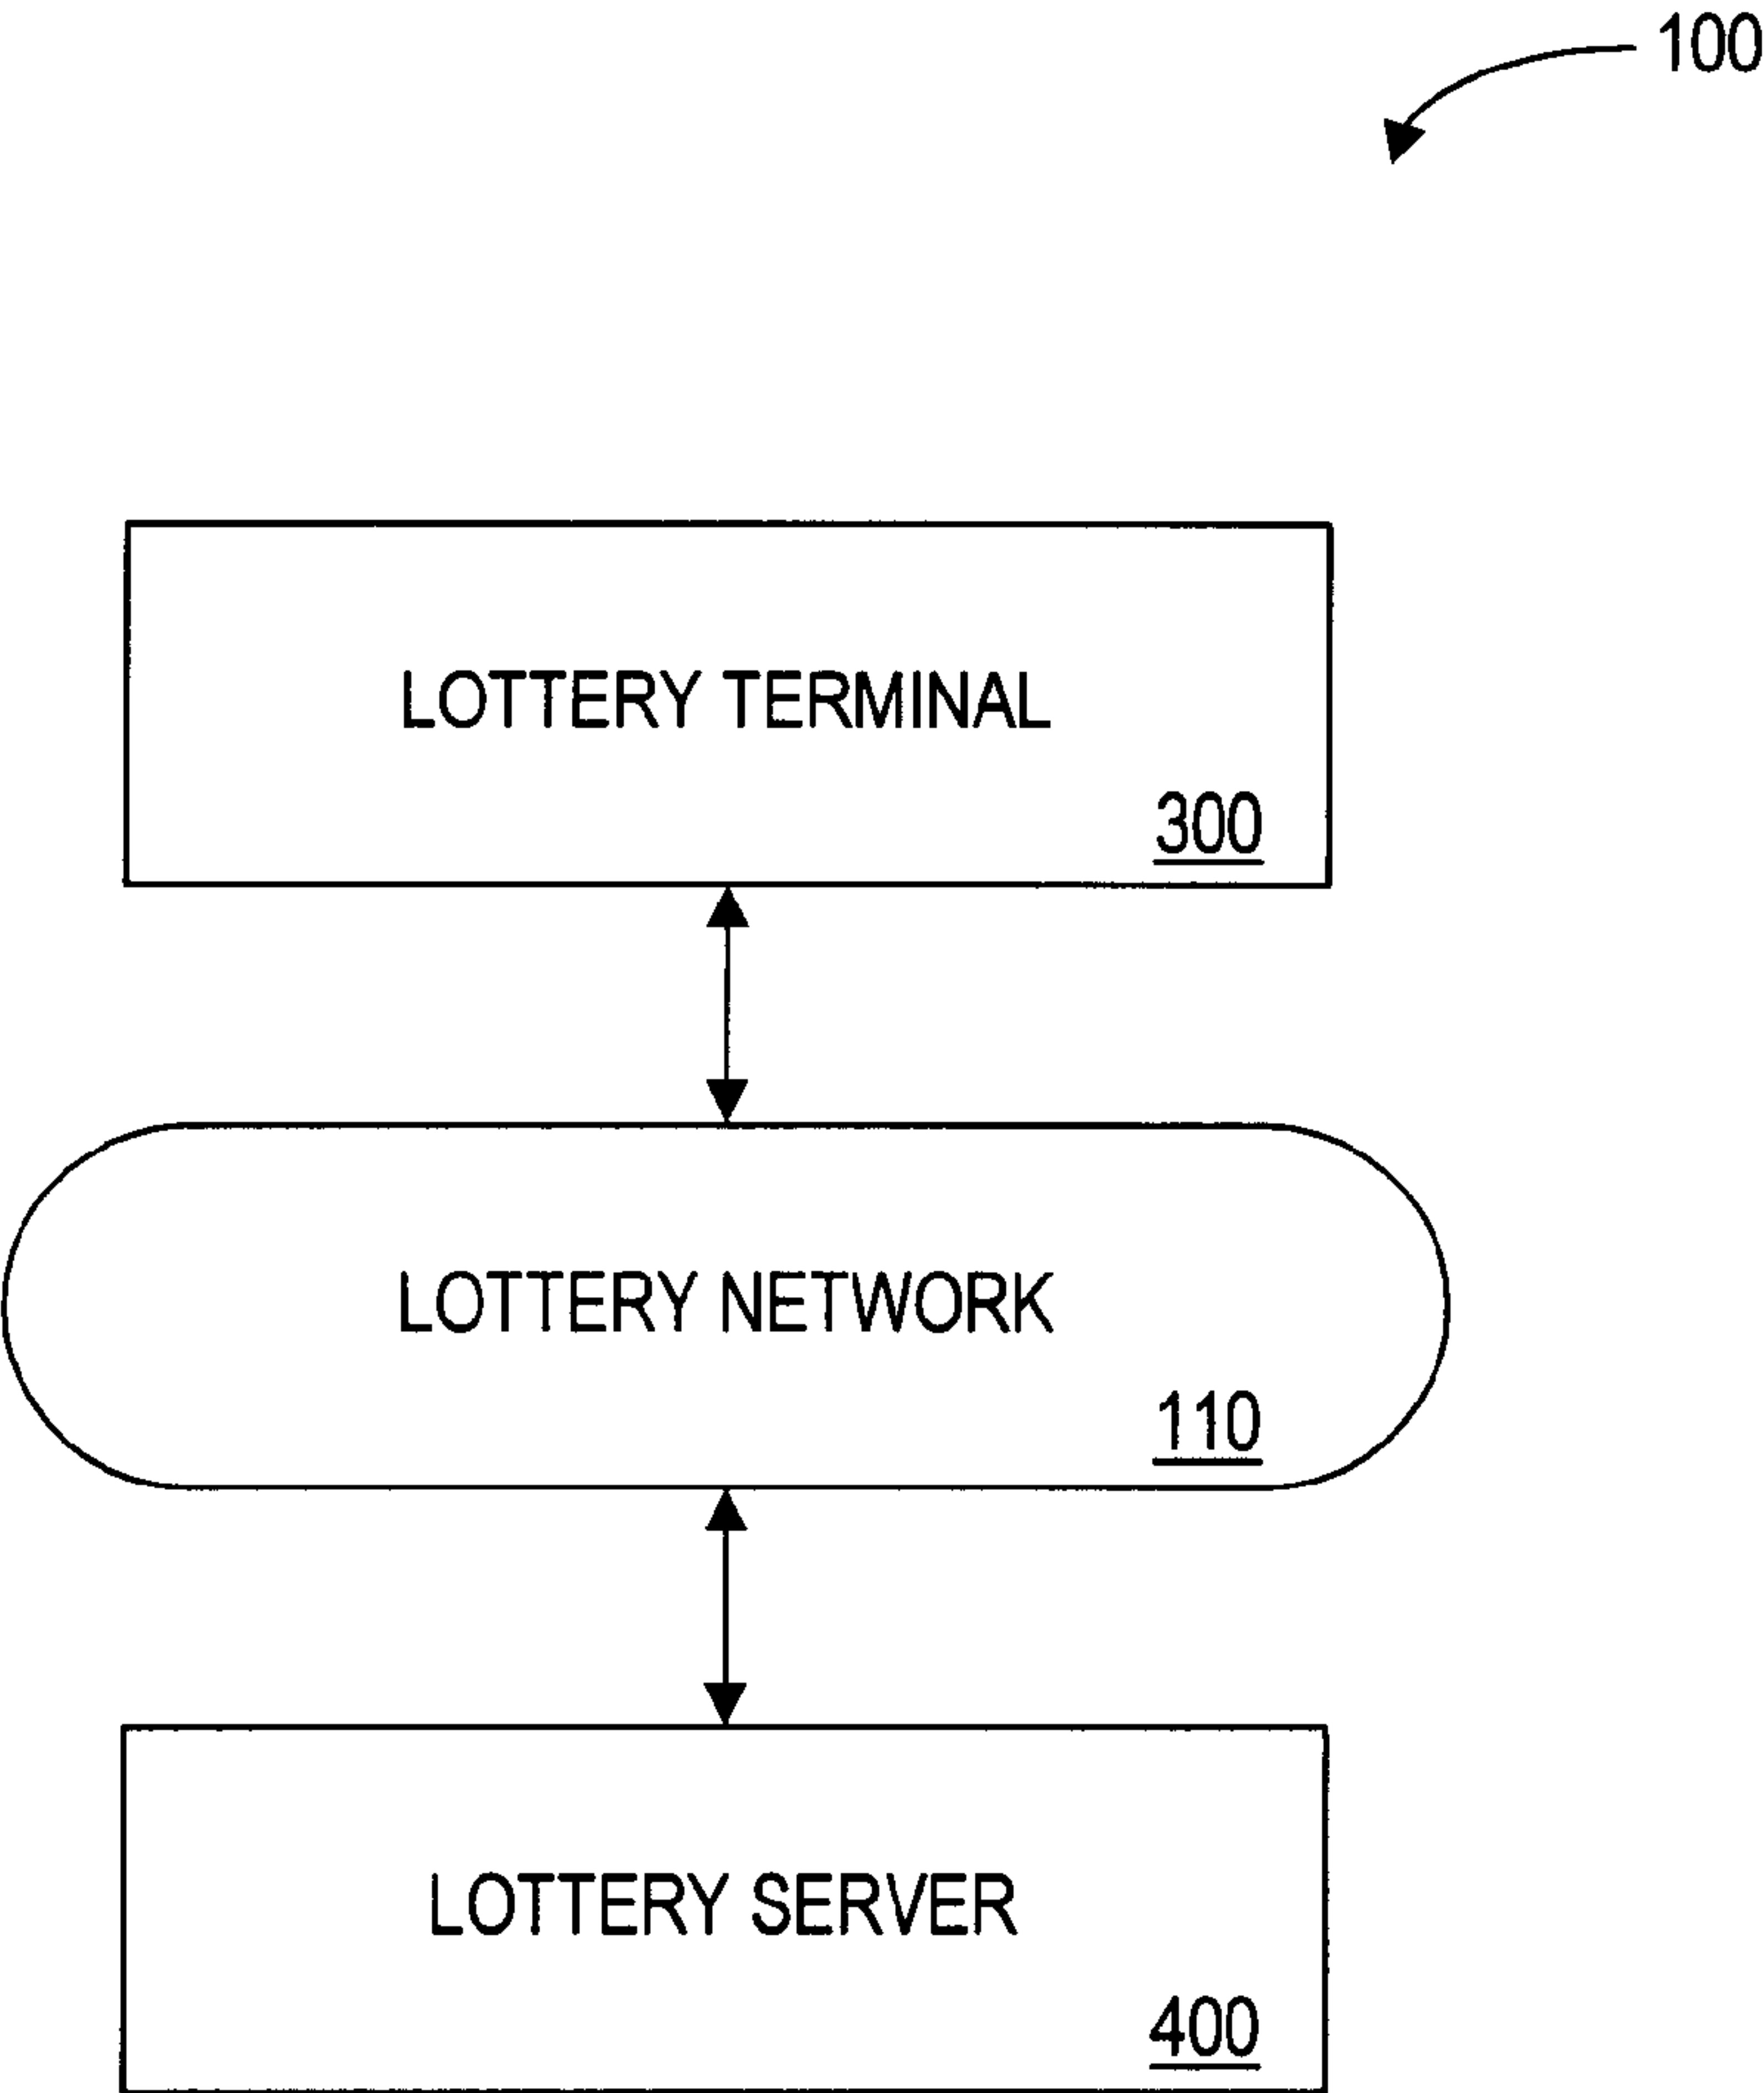 100
LOTTERY TERMINAL
300
LOTTERY NETWORK
110
LOTTERY SERVER
400